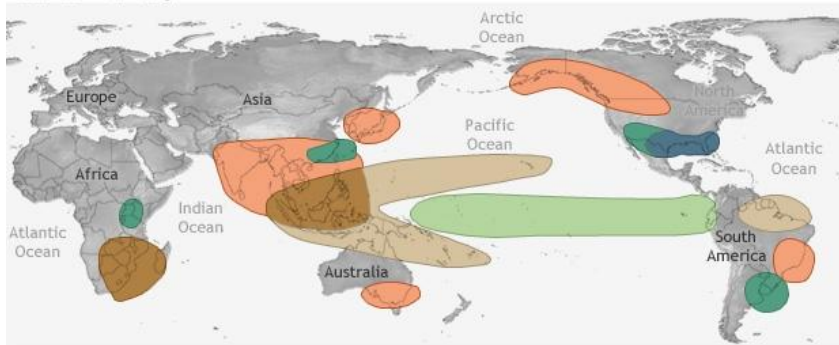 Arctic
Ocean
Europe
Asia
North
America
Pacific
Ocean
Africa
Atlantic
Ocean
Indian
Ocean
Atlantic
Ocean
South
America
Australia